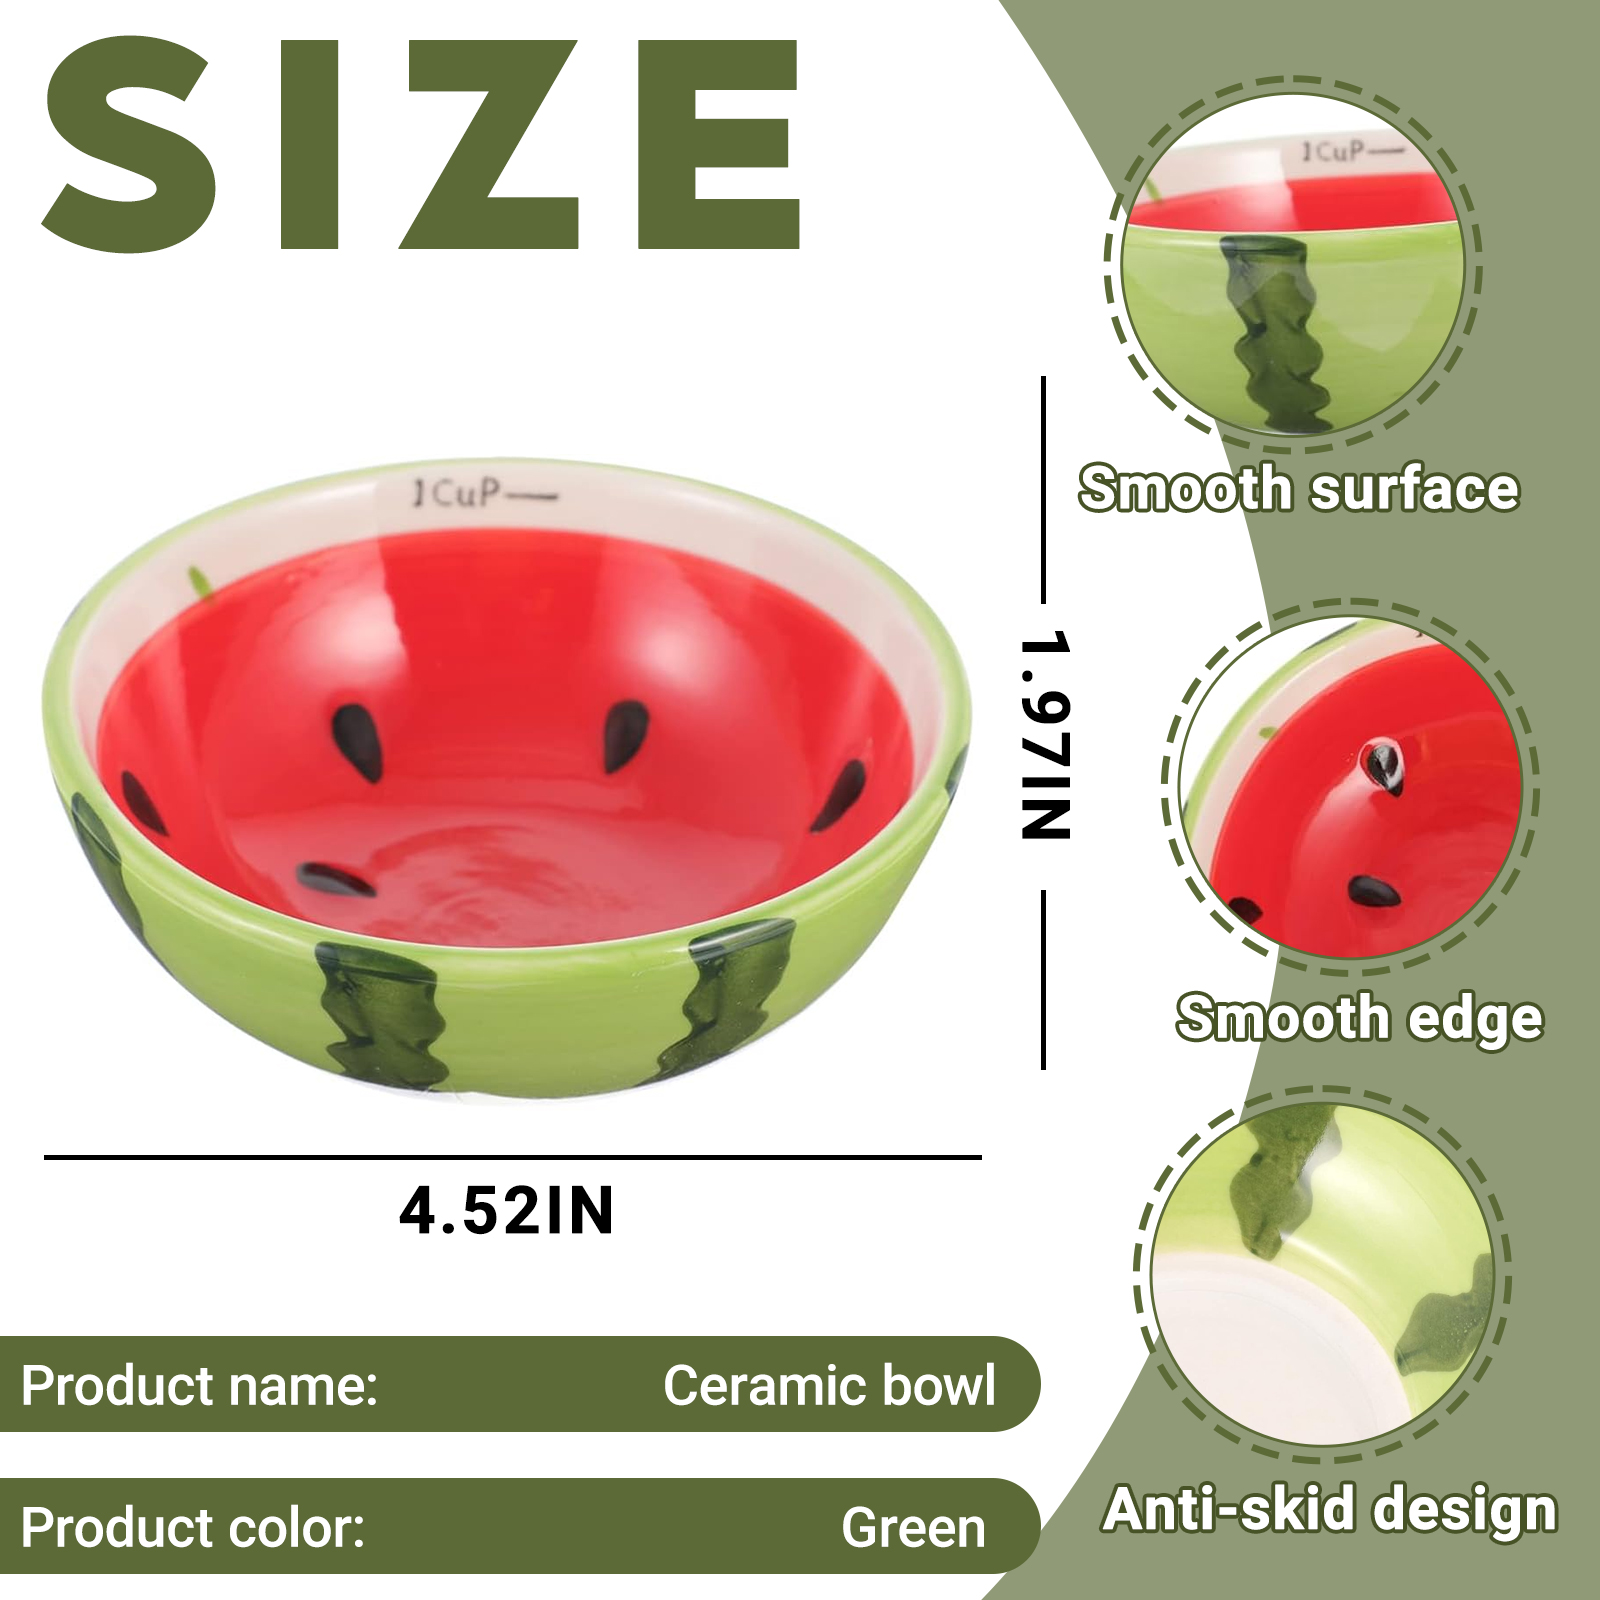 SIZE
1CuP
1CuP
Smooth surface
1.97IN
Smooth edge
4.52IN
Product name: Ceramic bowl
Product color: Green
Anti-skid design